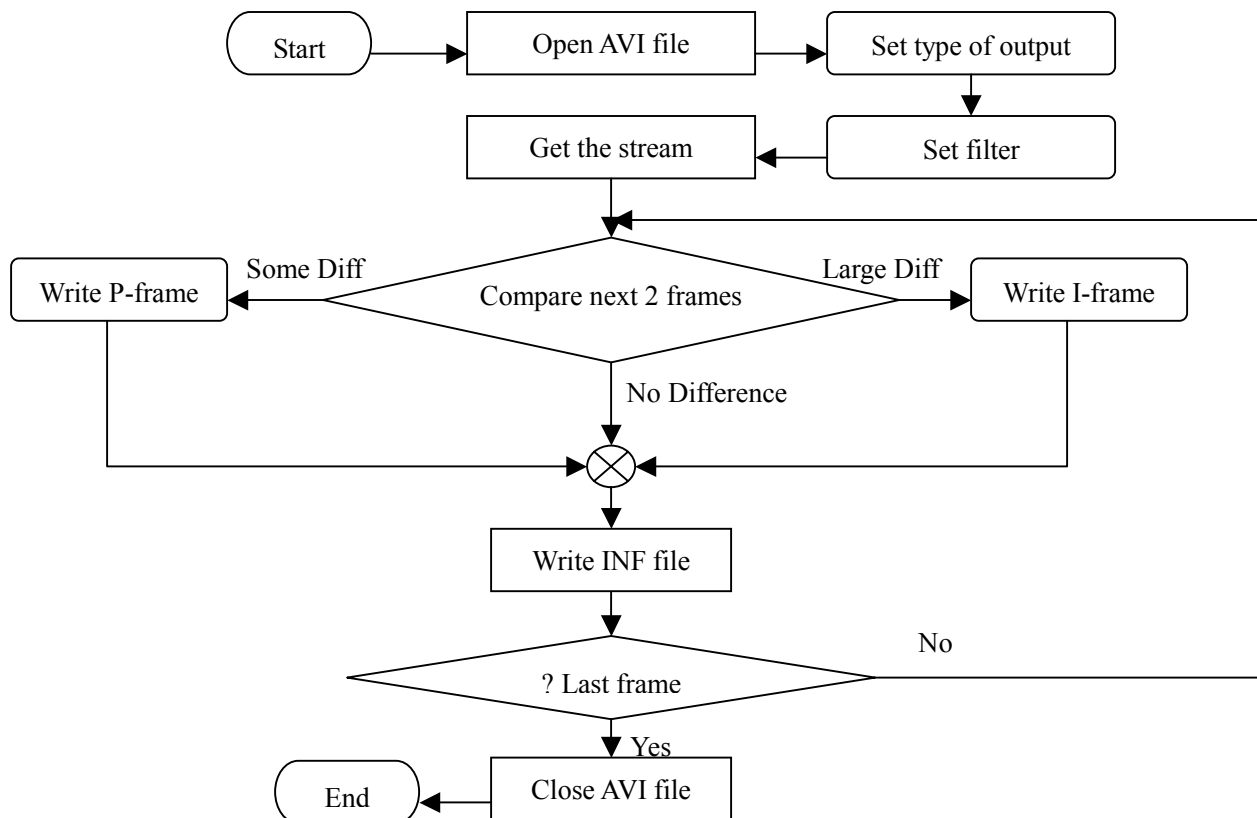 Start
Open AVI file
Set type of output
Get the stream
Set filter
Some Diff
Large Diff
Write P-frame
Compare next 2 frames
Write I-frame
No Difference
Write INF file
No
? Last frame
Yes
End
Close AVI file